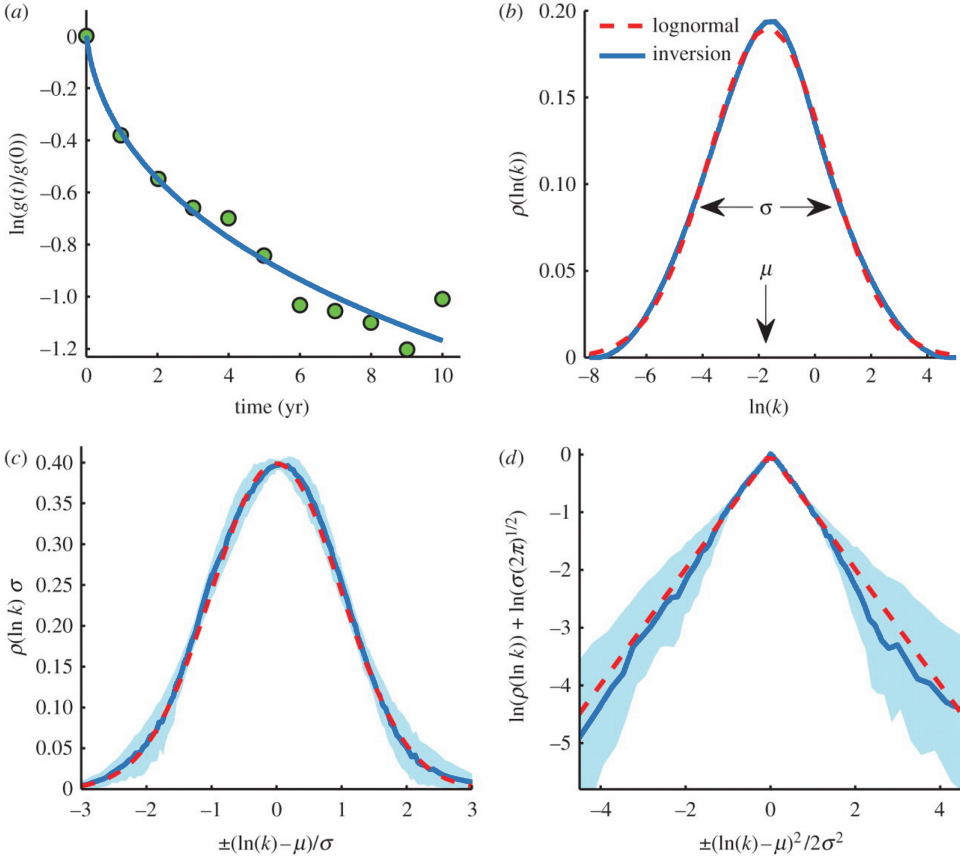 (a)
0
−0.2
−0.4
−0.6
−0.8
−1.0
−1.2
ln(g(t)/g(0))
0 2 4 6 8 10
time (yr)
(b)
0.20
0.15
0.10
0.05
0
ρ(ln(k))
lognormal
inversion
σ
μ
−8 −6 −4 −2 0 2 4
ln(k)
(c)
0.40
0.35
0.30
0.25
0.40
0.15
0.10
0.05
0
ρ(ln k) σ
−3 −2 −1 0 1 2 3
±(ln(k)−μ)/σ
(d)
0
−1
−2
−3
−4
−5
ln(ρ(ln k)) + ln(σ(2π)^{1/2})
−4 −2 0 2 4
±(ln(k)−μ)²/2σ²